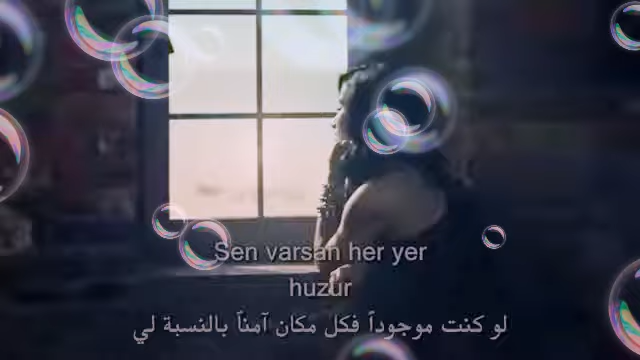 Sen varsan her yer
huzur
لو كنت موجوداً فكل مكان آمناً بالنسبة لي